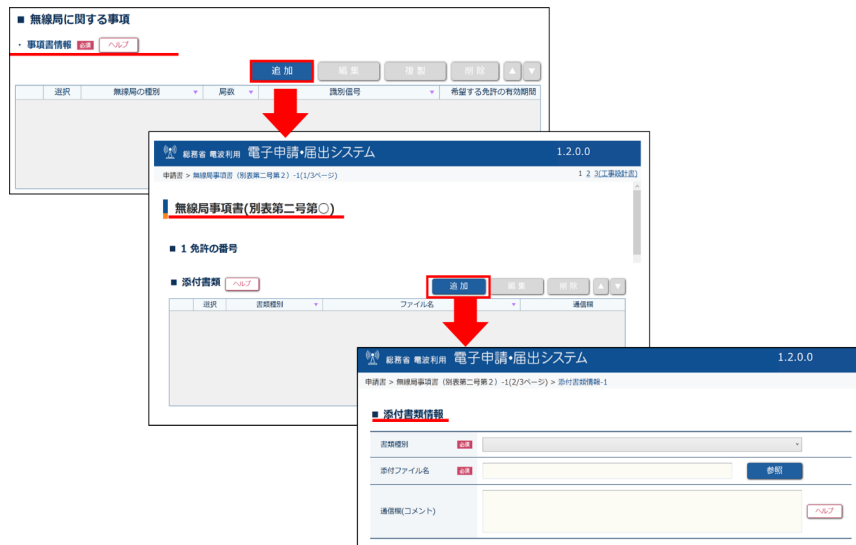 ■ 無線局に関する事項
・ 事項書情報 必須 ヘルプ
追 加 編 集 複 製 削 除 ▲ ▼
選択 無線局の種別 ▼ 局数 ▼ 識別信号 ▼ 希望する免許の有効期間
総務省 電波利用 電子申請・届出システム 1.2.0.0
申請書 > 無線局事項書（別表第二号第２）-1(1/3ページ) 1 2 3(工事設計書)
無線局事項書(別表第二号第○)
■ 1 免許の番号
■ 添付書類 ヘルプ
追 加 編 集 削 除 ▲ ▼
選択 書類種別 ▼ ファイル名 ▼ 通信欄
総務省 電波利用 電子申請・届出システム 1.2.0.0
申請書 > 無線局事項書（別表第二号第２）-1(2/3ページ) > 添付書類情報-1
■ 添付書類情報
書類種別 必須
添付ファイル名 必須 参照
通信欄(コメント) ヘルプ